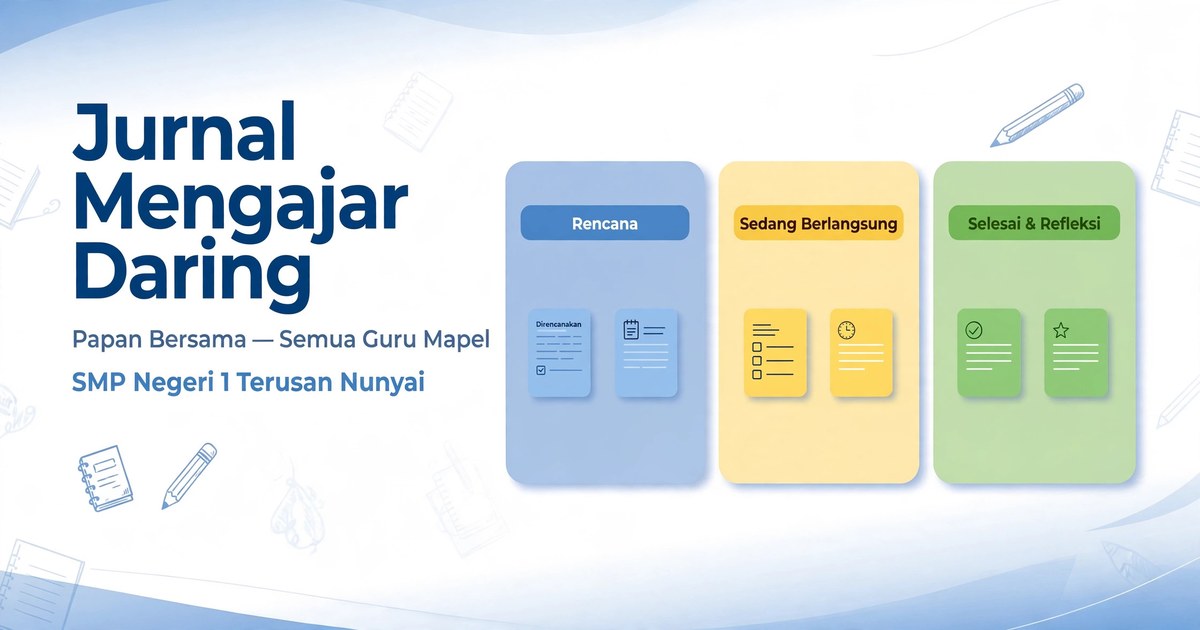 Jurnal
Mengajar
Daring
Papan Bersama — Semua Guru Mapel
SMP Negeri 1 Terusan Nunyai
Rencana
Direncanakan
Sedang Berlangsung
Selesai & Refleksi